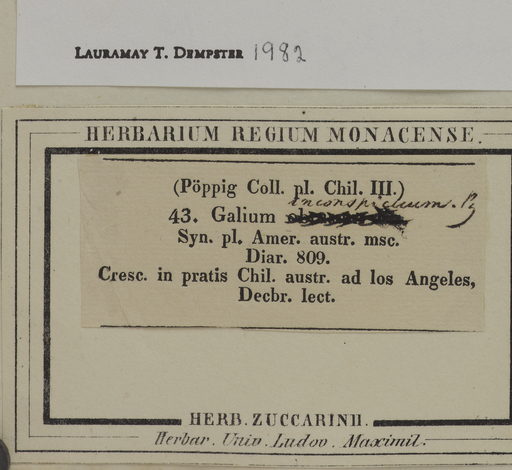 LAURAMAY T. DEMPSTER 1982
HERBARIUM REGIUM MONACENSE.
(Pöppig Coll. pl. Chil. III.)
inconspicuum. Pg
43. Galium
Syn. pl. Amer. austr. msc.
Diar. 809.
Cresc. in pratis Chil. austr. ad los Angeles,
Decbr. lect.
HERB. ZUCCARINII.
Herbar. Univ. Ludov. Maximil.